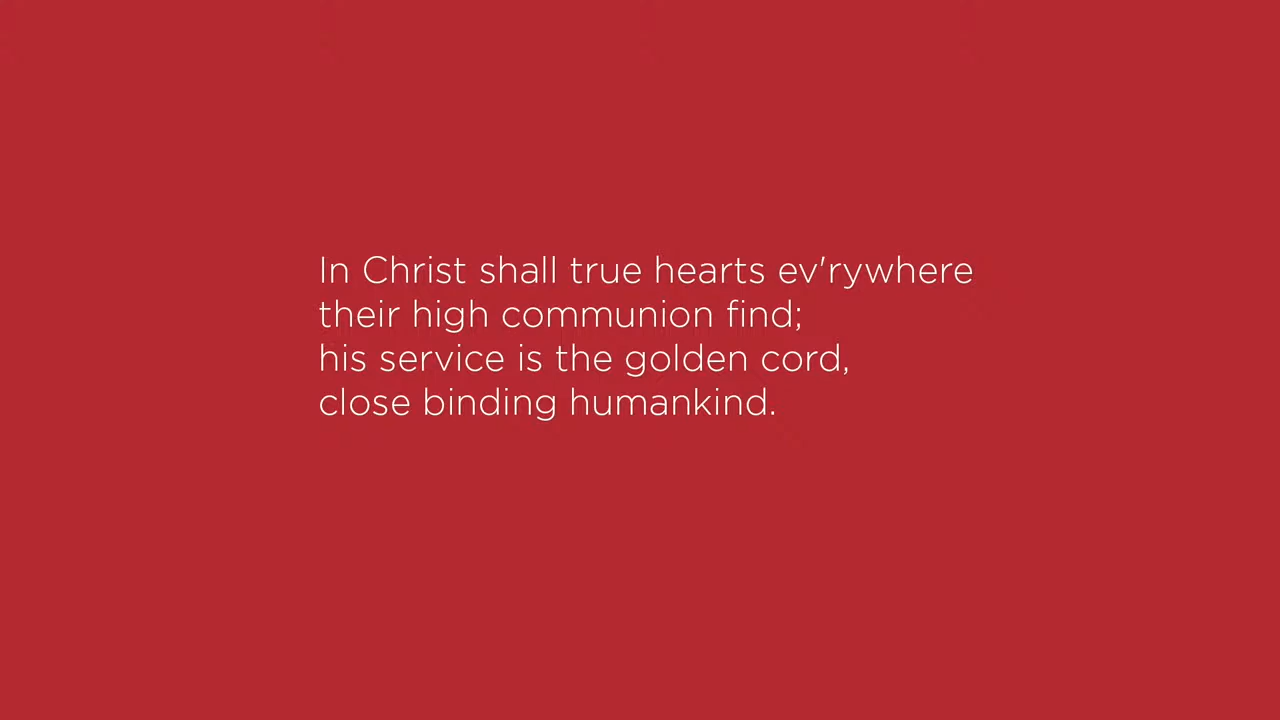 In Christ shall true hearts ev'rywhere
their high communion find;
his service is the golden cord,
close binding humankind.